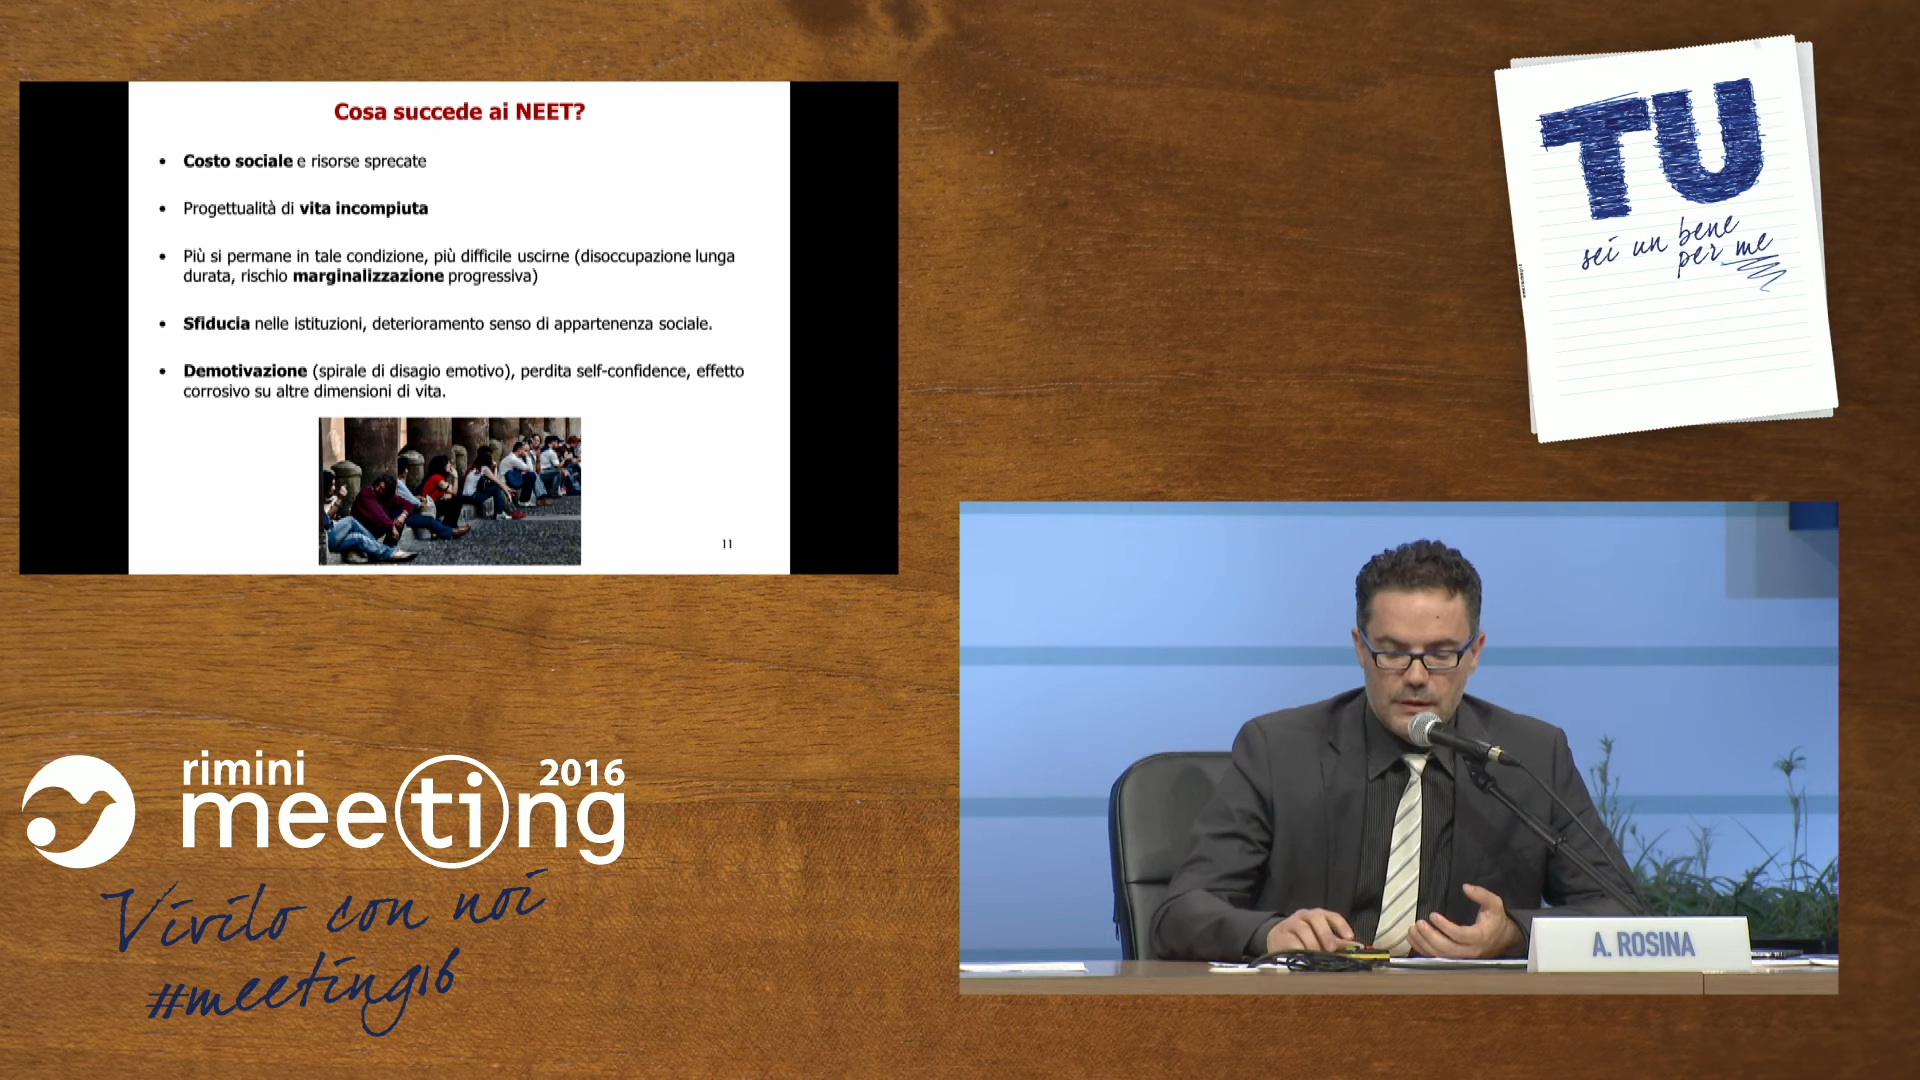 Cosa succede ai NEET?
• Costo sociale e risorse sprecate
• Progettualità di vita incompiuta
• Più si permane in tale condizione, più difficile uscirne (disoccupazione lunga
durata, rischio marginalizzazione progressiva)
• Sfiducia nelle istituzioni, deterioramento senso di appartenenza sociale.
• Demotivazione (spirale di disagio emotivo), perdita self-confidence, effetto
corrosivo su altre dimensioni di vita.
11
TU
sei un bene
per me
rimini
2016
meeting
Vivilo con noi
#meeting16
A. ROSINA